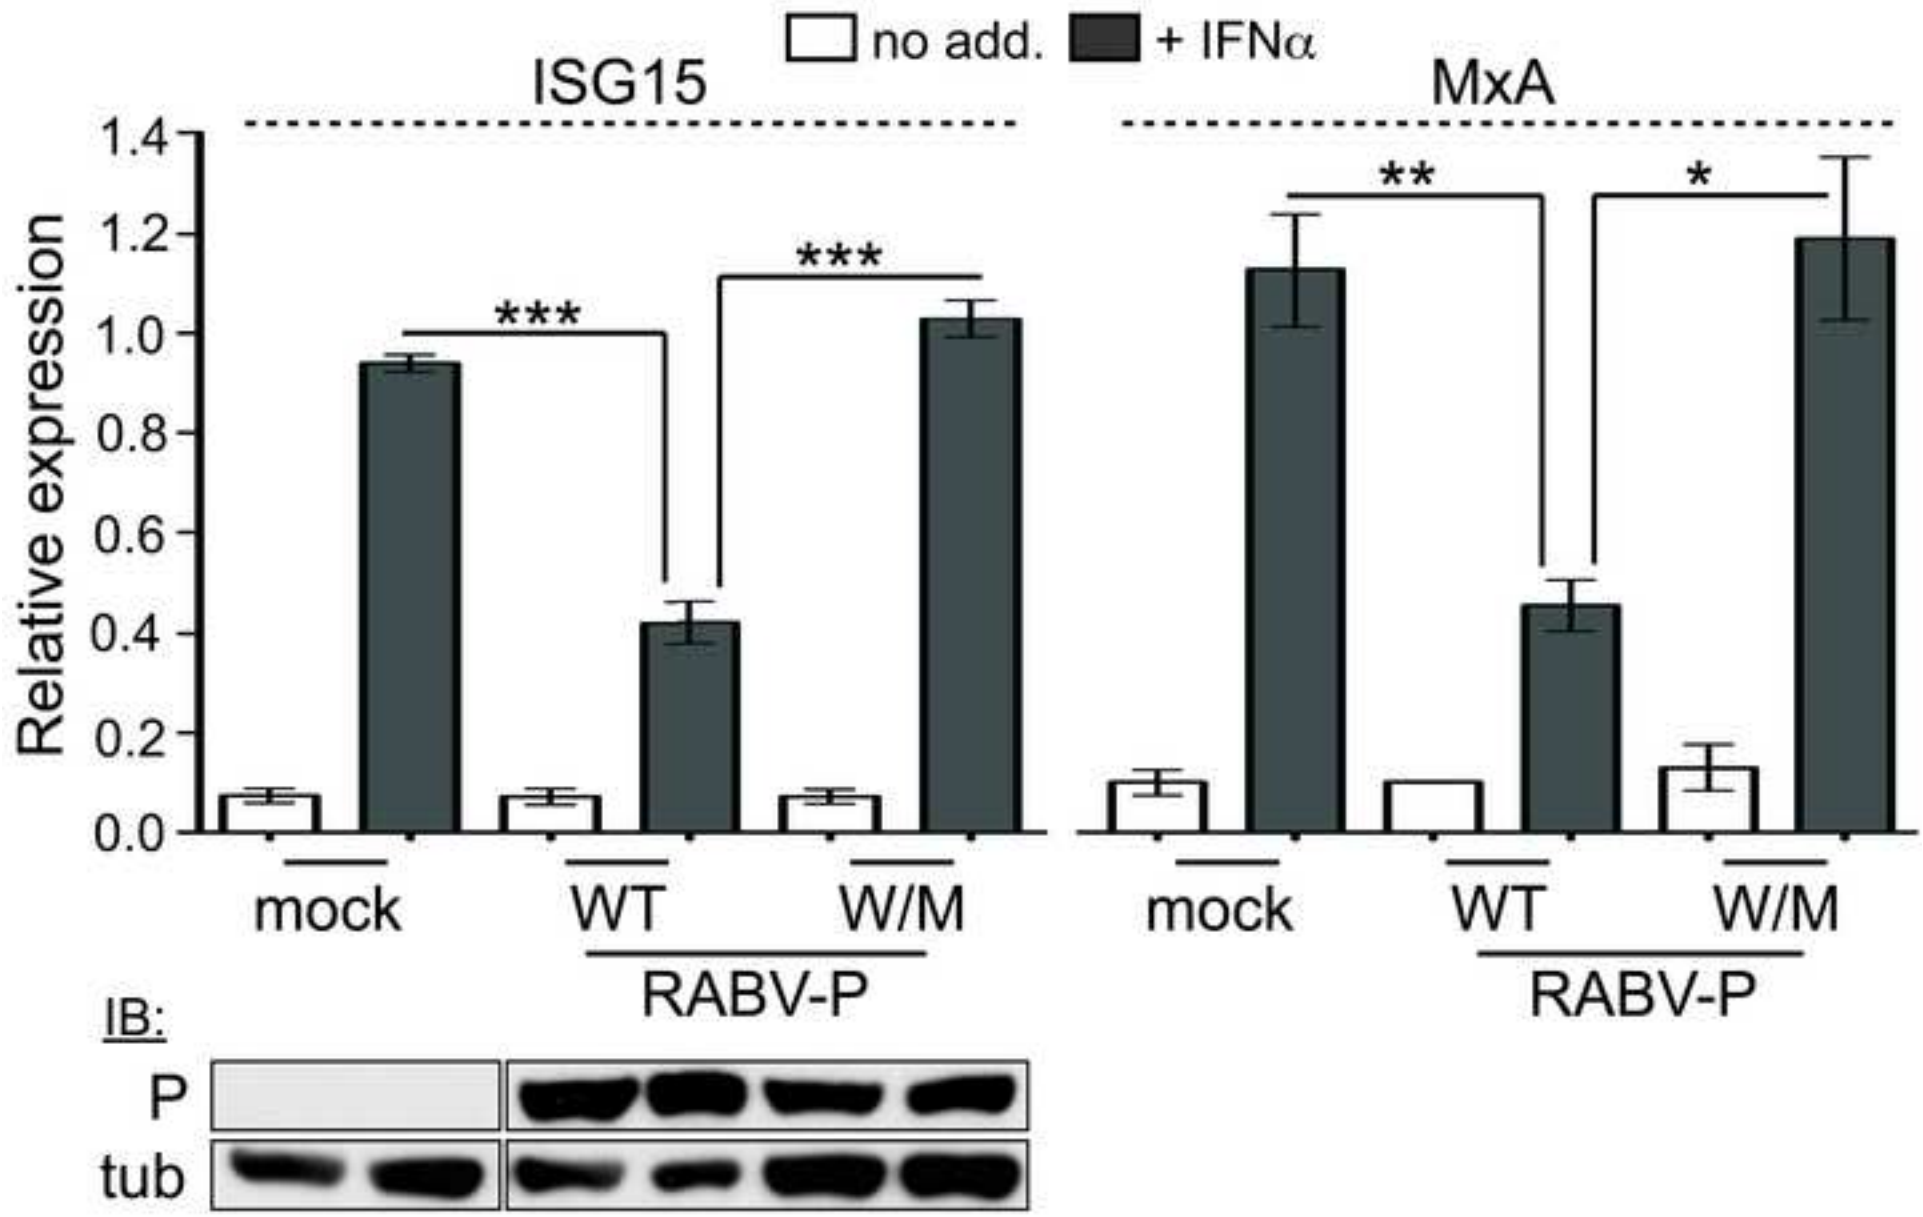 no add. + IFNα
ISG15 MxA
*** *** ** *
Relative expression
1.4
1.2
1.0
0.8
0.6
0.4
0.2
0.0
mock WT W/M mock WT W/M
RABV-P RABV-P
IB:
P
tub